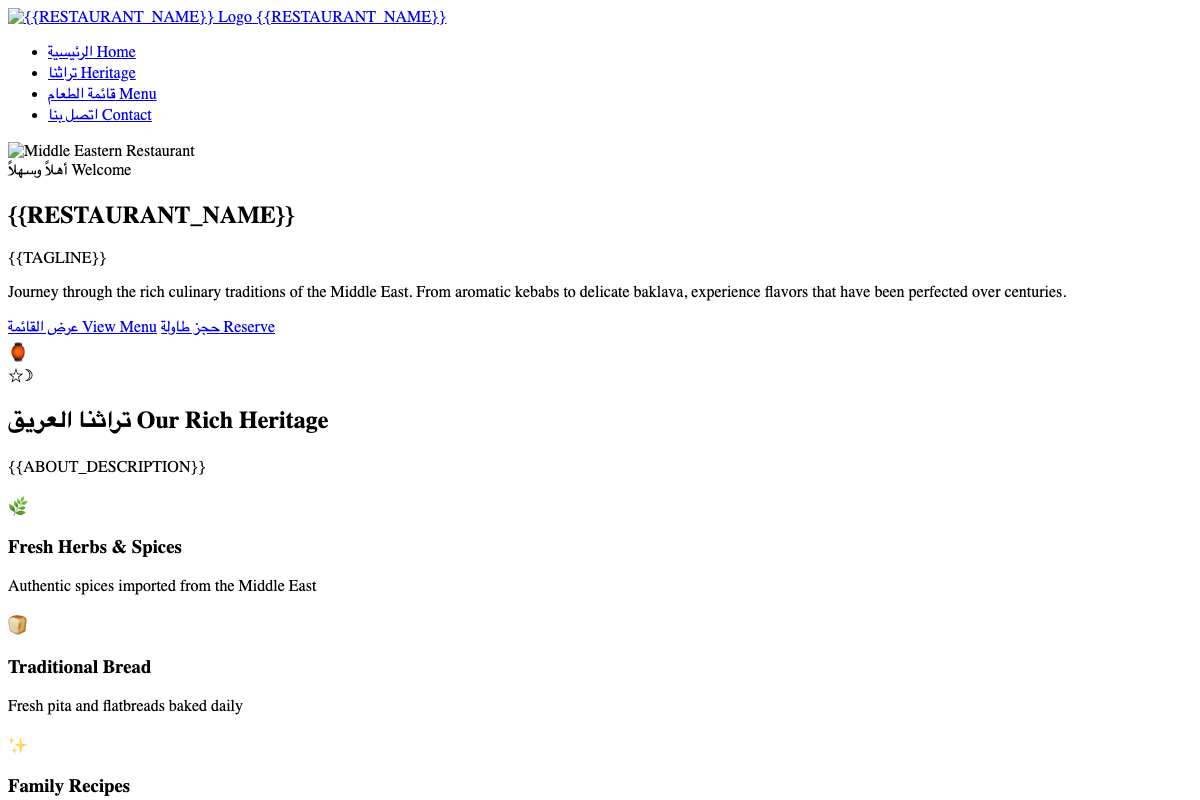 {{RESTAURANT_NAME}} Logo {{RESTAURANT_NAME}}
الرئيسية Home
تراثنا Heritage
قائمة الطعام Menu
اتصل بنا Contact
Middle Eastern Restaurant
أهلاً وسهلاً Welcome
{{RESTAURANT_NAME}}
{{TAGLINE}}
Journey through the rich culinary traditions of the Middle East. From aromatic kebabs to delicate baklava, experience flavors that have been perfected over centuries.
عرض القائمة View Menu حجز طاولة Reserve
تراثنا العريق Our Rich Heritage
{{ABOUT_DESCRIPTION}}
Fresh Herbs & Spices
Authentic spices imported from the Middle East
Traditional Bread
Fresh pita and flatbreads baked daily
Family Recipes